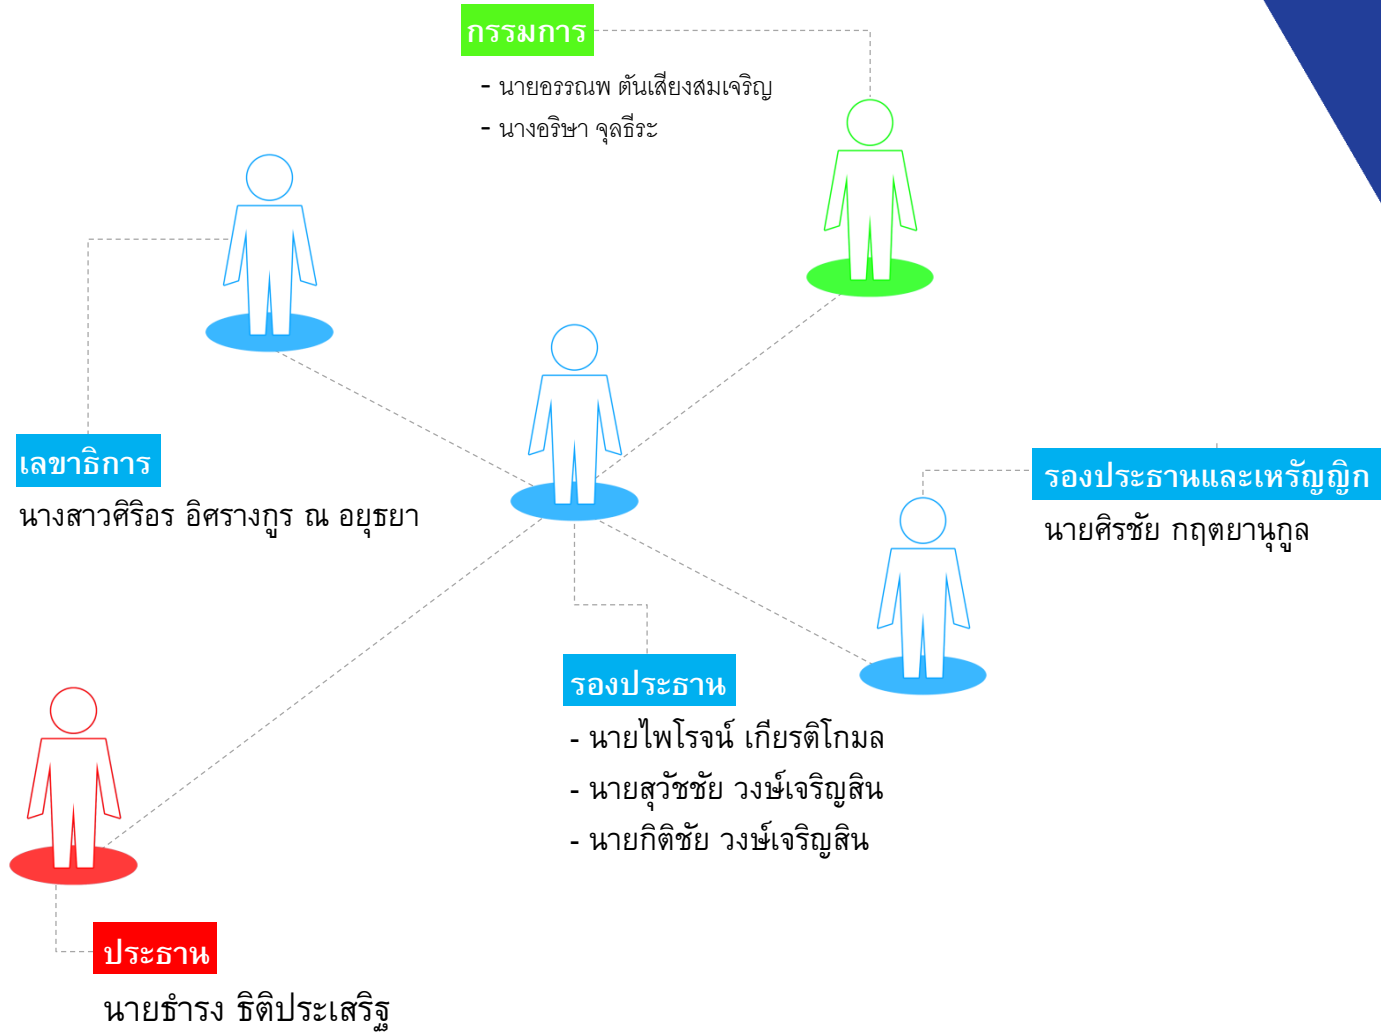 กรรมการ
- นายอรรณพ ตันเสียงสมเจริญ
- นางอริษา จุลธีระ
เลขาธิการ
นางสาวศิริอร อิศรางกูร ณ อยุธยา
รองประธานและเหรัญญิก
นายศิรชัย กฤตยานุกูล
รองประธาน
- นายไพโรจน์ เกียรติโกมล
- นายสุวัชชัย วงษ์เจริญสิน
- นายกิติชัย วงษ์เจริญสิน
ประธาน
นายธำรง ธิติประเสริฐ